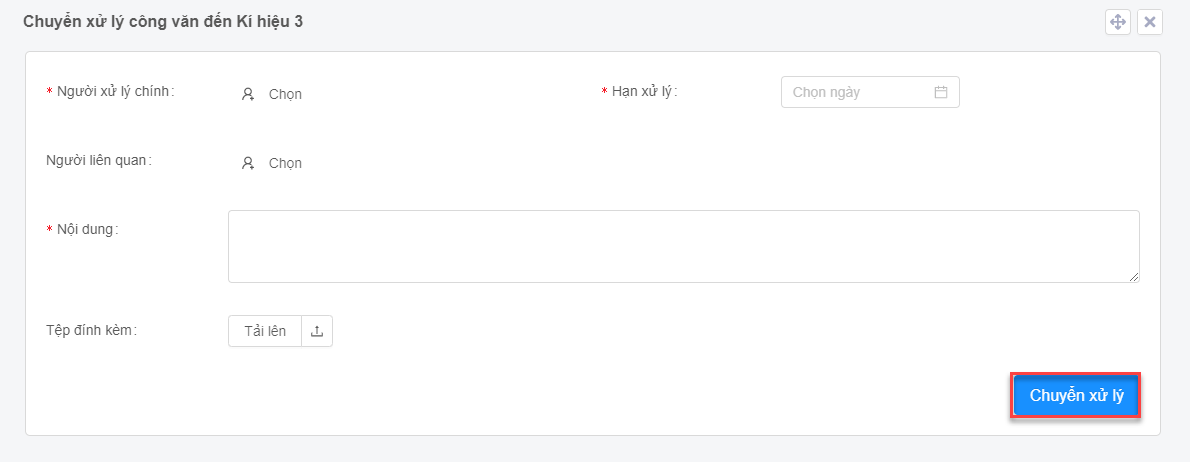 Chuyển xử lý công văn đến Kí hiệu 3
* Người xử lý chính: Chọn * Hạn xử lý: Chọn ngày
Người liên quan: Chọn
* Nội dung:
Tệp đính kèm: Tải lên
Chuyển xử lý